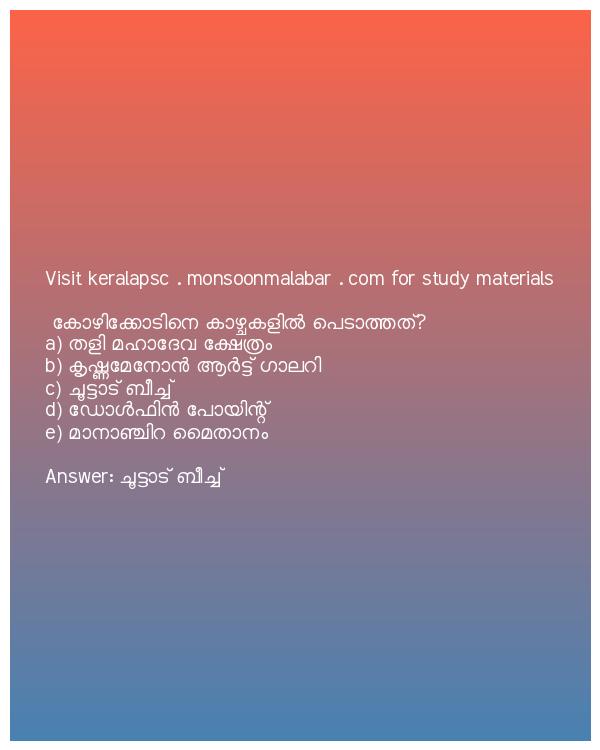 Visit keralapsc . monsoonmalabar . com for study materials
കോഴിക്കോടിനെ കാഴ്ചകളിൽ പെടാത്തത്?
a) തളി മഹാദേവ ക്ഷേത്രം
b) കൃഷ്ണമേനോൻ ആർട്ട് ഗാലറി
c) ചൂട്ടാട് ബീച്ച്
d) ഡോൾഫിൻ പോയിന്റ്
e) മാനാഞ്ചിറ മൈതാനം
Answer: ചൂട്ടാട് ബീച്ച്